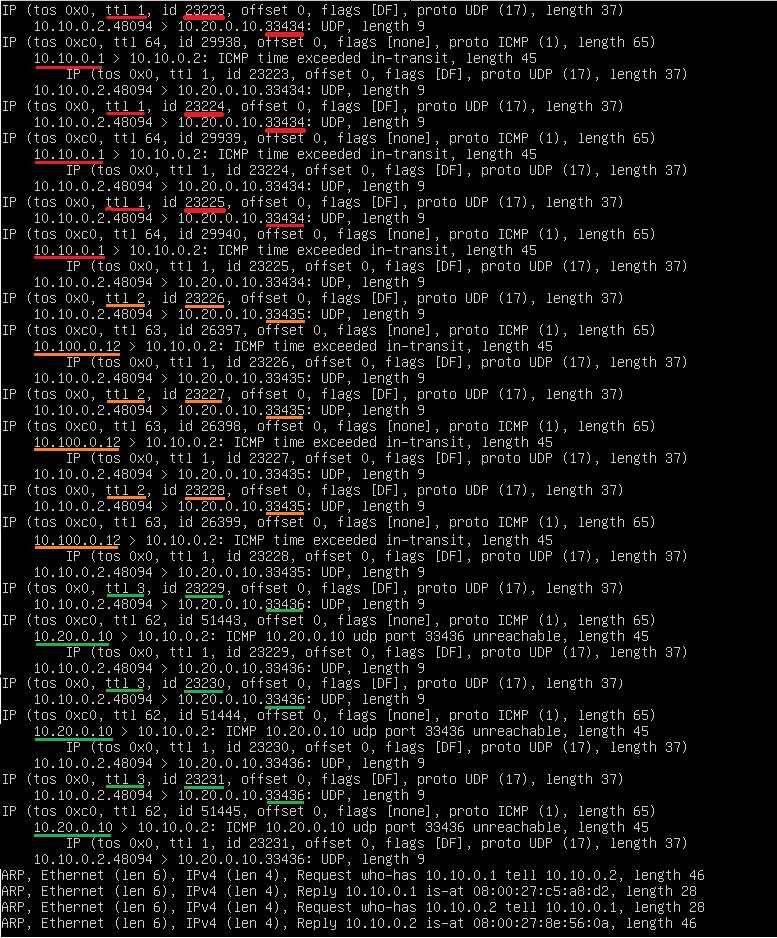 IP (tos 0x0, ttl 1, id 23223, offset 0, flags [DF], proto UDP (17), length 37)
10.10.0.2.48094 > 10.20.0.10.33434: UDP, length 9
IP (tos 0xc0, ttl 64, id 29938, offset 0, flags [none], proto ICMP (1), length 65)
10.10.0.1 > 10.10.0.2: ICMP time exceeded in-transit, length 45
IP (tos 0x0, ttl 1, id 23223, offset 0, flags [DF], proto UDP (17), length 37)
10.10.0.2.48094 > 10.20.0.10.33434: UDP, length 9
IP (tos 0x0, ttl 1, id 23224, offset 0, flags [DF], proto UDP (17), length 37)
10.10.0.2.48094 > 10.20.0.10.33434: UDP, length 9
IP (tos 0xc0, ttl 64, id 29939, offset 0, flags [none], proto ICMP (1), length 65)
10.10.0.1 > 10.10.0.2: ICMP time exceeded in-transit, length 45
IP (tos 0x0, ttl 1, id 23224, offset 0, flags [DF], proto UDP (17), length 37)
10.10.0.2.48094 > 10.20.0.10.33434: UDP, length 9
IP (tos 0x0, ttl 1, id 23225, offset 0, flags [DF], proto UDP (17), length 37)
10.10.0.2.48094 > 10.20.0.10.33434: UDP, length 9
IP (tos 0xc0, ttl 64, id 29940, offset 0, flags [none], proto ICMP (1), length 65)
10.10.0.1 > 10.10.0.2: ICMP time exceeded in-transit, length 45
IP (tos 0x0, ttl 1, id 23225, offset 0, flags [DF], proto UDP (17), length 37)
10.10.0.2.48094 > 10.20.0.10.33434: UDP, length 9
IP (tos 0x0, ttl 2, id 23226, offset 0, flags [DF], proto UDP (17), length 37)
10.10.0.2.48094 > 10.20.0.10.33435: UDP, length 9
IP (tos 0xc0, ttl 63, id 26397, offset 0, flags [none], proto ICMP (1), length 65)
10.100.0.12 > 10.10.0.2: ICMP time exceeded in-transit, length 45
IP (tos 0x0, ttl 1, id 23226, offset 0, flags [DF], proto UDP (17), length 37)
10.10.0.2.48094 > 10.20.0.10.33435: UDP, length 9
IP (tos 0x0, ttl 2, id 23227, offset 0, flags [DF], proto UDP (17), length 37)
10.10.0.2.48094 > 10.20.0.10.33435: UDP, length 9
IP (tos 0xc0, ttl 63, id 26398, offset 0, flags [none], proto ICMP (1), length 65)
10.100.0.12 > 10.10.0.2: ICMP time exceeded in-transit, length 45
IP (tos 0x0, ttl 1, id 23227, offset 0, flags [DF], proto UDP (17), length 37)
10.10.0.2.48094 > 10.20.0.10.33435: UDP, length 9
IP (tos 0x0, ttl 2, id 23228, offset 0, flags [DF], proto UDP (17), length 37)
10.10.0.2.48094 > 10.20.0.10.33435: UDP, length 9
IP (tos 0xc0, ttl 63, id 26399, offset 0, flags [none], proto ICMP (1), length 65)
10.100.0.12 > 10.10.0.2: ICMP time exceeded in-transit, length 45
IP (tos 0x0, ttl 1, id 23228, offset 0, flags [DF], proto UDP (17), length 37)
10.10.0.2.48094 > 10.20.0.10.33435: UDP, length 9
IP (tos 0x0, ttl 3, id 23229, offset 0, flags [DF], proto UDP (17), length 37)
10.10.0.2.48094 > 10.20.0.10.33436: UDP, length 9
IP (tos 0xc0, ttl 62, id 51443, offset 0, flags [none], proto ICMP (1), length 65)
10.20.0.10 > 10.10.0.2: ICMP 10.20.0.10 udp port 33436 unreachable, length 45
IP (tos 0x0, ttl 1, id 23229, offset 0, flags [DF], proto UDP (17), length 37)
10.10.0.2.48094 > 10.20.0.10.33436: UDP, length 9
IP (tos 0x0, ttl 3, id 23230, offset 0, flags [DF], proto UDP (17), length 37)
10.10.0.2.48094 > 10.20.0.10.33436: UDP, length 9
IP (tos 0xc0, ttl 62, id 51444, offset 0, flags [none], proto ICMP (1), length 65)
10.20.0.10 > 10.10.0.2: ICMP 10.20.0.10 udp port 33436 unreachable, length 45
IP (tos 0x0, ttl 1, id 23230, offset 0, flags [DF], proto UDP (17), length 37)
10.10.0.2.48094 > 10.20.0.10.33436: UDP, length 9
IP (tos 0x0, ttl 3, id 23231, offset 0, flags [DF], proto UDP (17), length 37)
10.10.0.2.48094 > 10.20.0.10.33436: UDP, length 9
IP (tos 0xc0, ttl 62, id 51445, offset 0, flags [none], proto ICMP (1), length 65)
10.20.0.10 > 10.10.0.2: ICMP 10.20.0.10 udp port 33436 unreachable, length 45
IP (tos 0x0, ttl 1, id 23231, offset 0, flags [DF], proto UDP (17), length 37)
10.10.0.2.48094 > 10.20.0.10.33436: UDP, length 9
ARP, Ethernet (len 6), IPv4 (len 4), Request who-has 10.10.0.1 tell 10.10.0.2, length 46
ARP, Ethernet (len 6), IPv4 (len 4), Reply 10.10.0.1 is-at 08:00:27:c5:a8:d2, length 28
ARP, Ethernet (len 6), IPv4 (len 4), Request who-has 10.10.0.2 tell 10.10.0.1, length 28
ARP, Ethernet (len 6), IPv4 (len 4), Reply 10.10.0.2 is-at 08:00:27:8e:56:0a, length 46